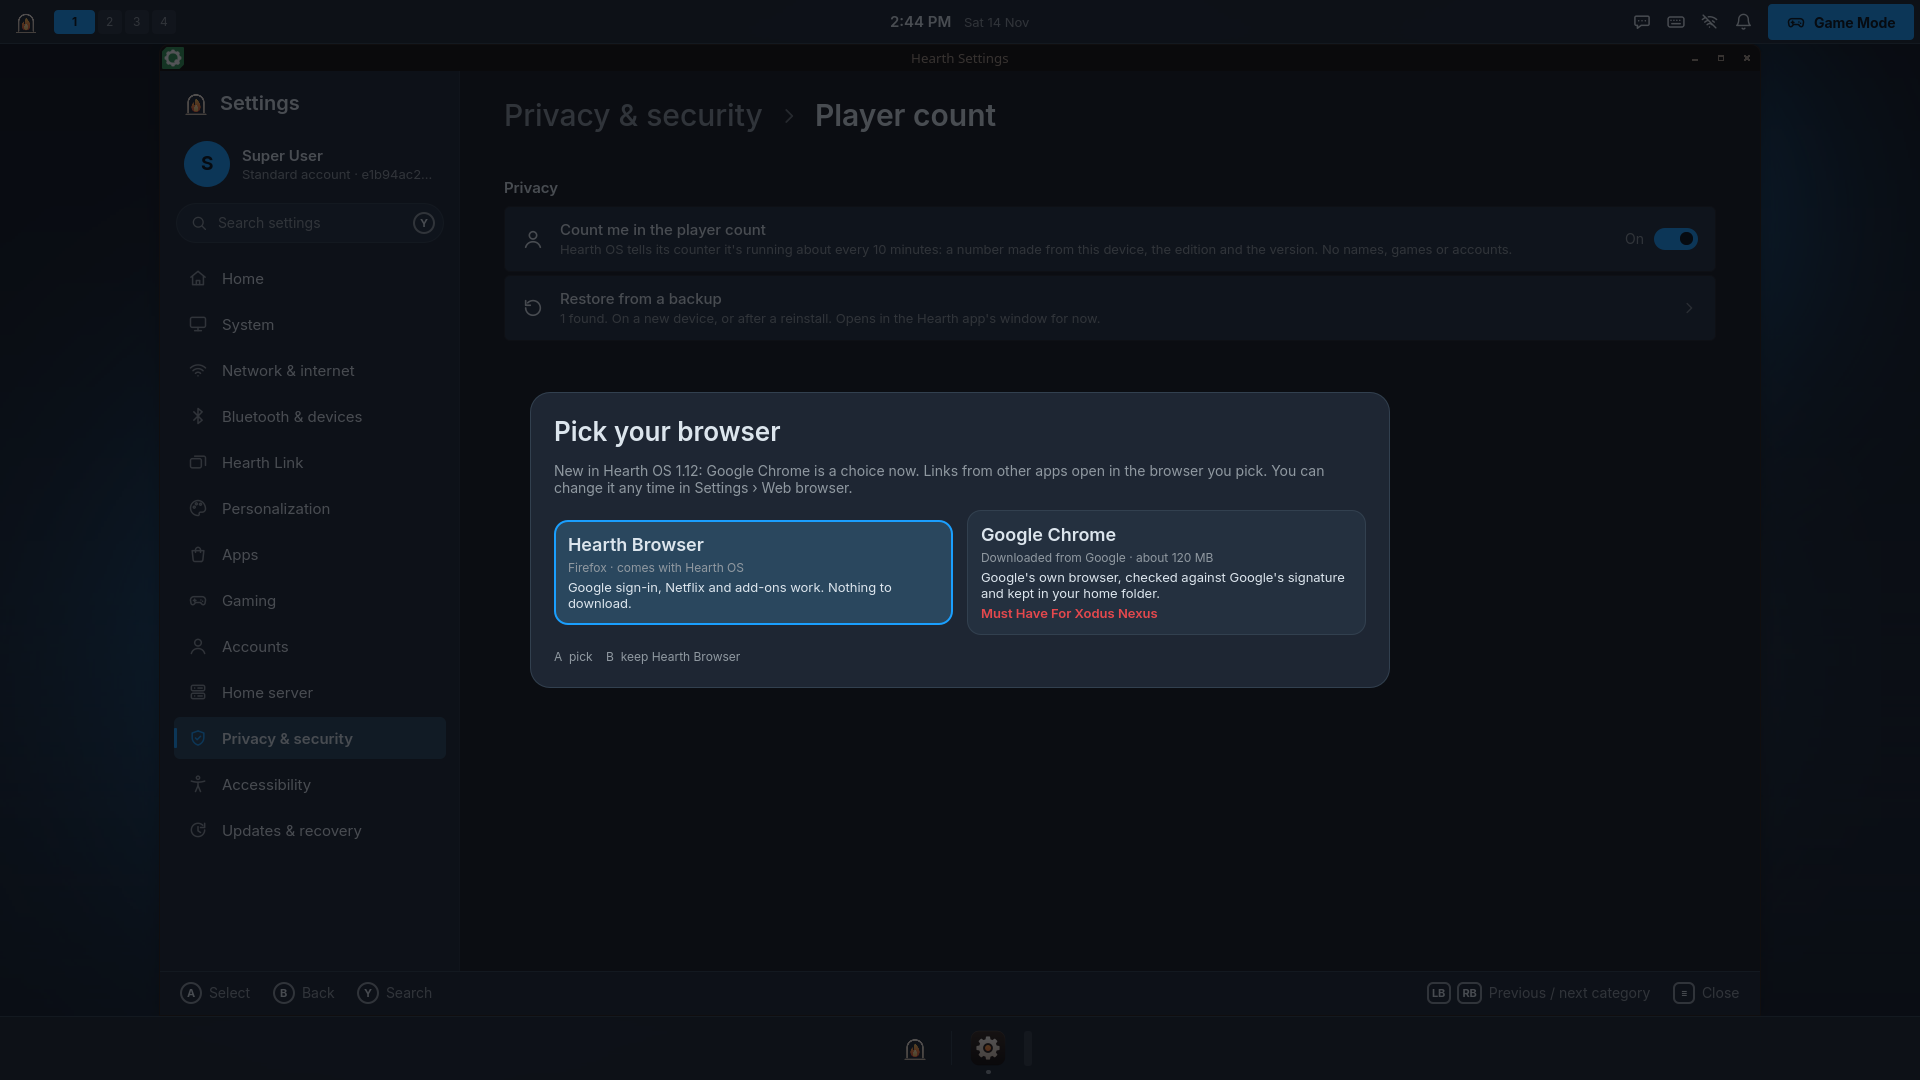 1 2 3 4
2:44 PM Sat 14 Nov
Game Mode
Hearth Settings
Settings
S
Super User
Standard account · e1b94ac2...
Search settings
Y
Home
System
Network & internet
Bluetooth & devices
Hearth Link
Personalization
Apps
Gaming
Accounts
Home server
Privacy & security
Accessibility
Updates & recovery
Privacy & security > Player count
Privacy
Count me in the player count
Hearth OS tells its counter it's running about every 10 minutes: a number made from this device, the edition and the version. No names, games or accounts.
On
Restore from a backup
1 found. On a new device, or after a reinstall. Opens in the Hearth app's window for now.
Pick your browser
New in Hearth OS 1.12: Google Chrome is a choice now. Links from other apps open in the browser you pick. You can
change it any time in Settings › Web browser.
Hearth Browser
Firefox · comes with Hearth OS
Google sign-in, Netflix and add-ons work. Nothing to
download.
Google Chrome
Downloaded from Google · about 120 MB
Google's own browser, checked against Google's signature
and kept in your home folder.
Must Have For Xodus Nexus
A pick B keep Hearth Browser
A Select B Back Y Search
LB RB Previous / next category ≡ Close